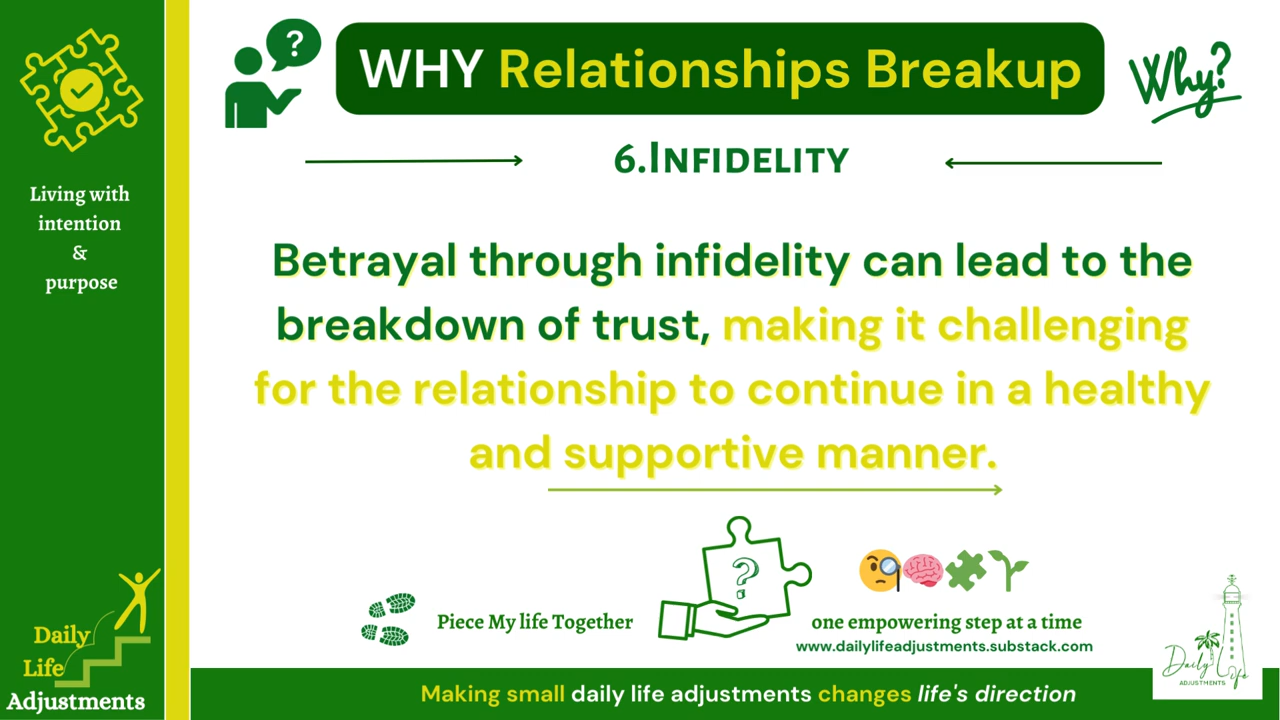 Living with
intention
&
purpose
Daily
Life
Adjustments
?
WHY Relationships Breakup
Why?
6.INFIDELITY
Betrayal through infidelity can lead to the
breakdown of trust, making it challenging
for the relationship to continue in a healthy
and supportive manner.
Piece My life Together
?
one empowering step at a time
www.dailylifeadjustments.substack.com
Daily Life
ADJUSTMENTS
Making small daily life adjustments changes life's direction